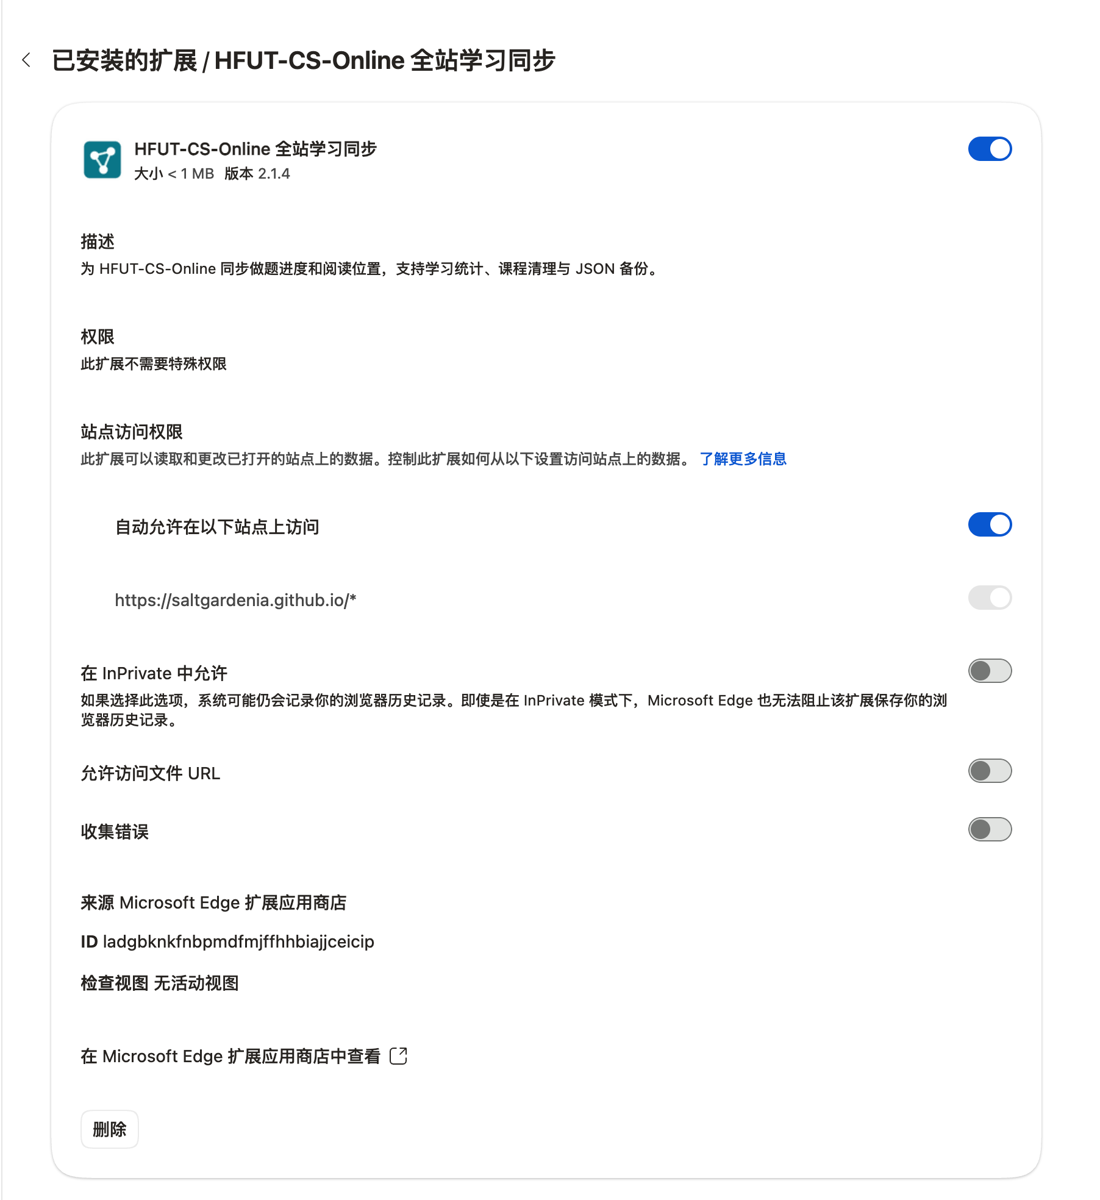 已安装的扩展 / HFUT-CS-Online 全站学习同步
HFUT-CS-Online 全站学习同步
大小 < 1 MB 版本 2.1.4
描述
为 HFUT-CS-Online 同步做题进度和阅读位置，支持学习统计、课程清理与 JSON 备份。
权限
此扩展不需要特殊权限
站点访问权限
此扩展可以读取和更改已打开的站点上的数据。控制此扩展如何从以下设置访问站点上的数据。 了解更多信息
自动允许在以下站点上访问
https://saltgardenia.github.io/*
在 InPrivate 中允许
如果选择此选项，系统可能仍会记录你的浏览器历史记录。即使是在 InPrivate 模式下，Microsoft Edge 也无法阻止该扩展保存你的浏
览器历史记录。
允许访问文件 URL
收集错误
来源 Microsoft Edge 扩展应用商店
ID ladgbknkfnbpmdfmjffhhbiajjceicip
检查视图 无活动视图
在 Microsoft Edge 扩展应用商店中查看
删除